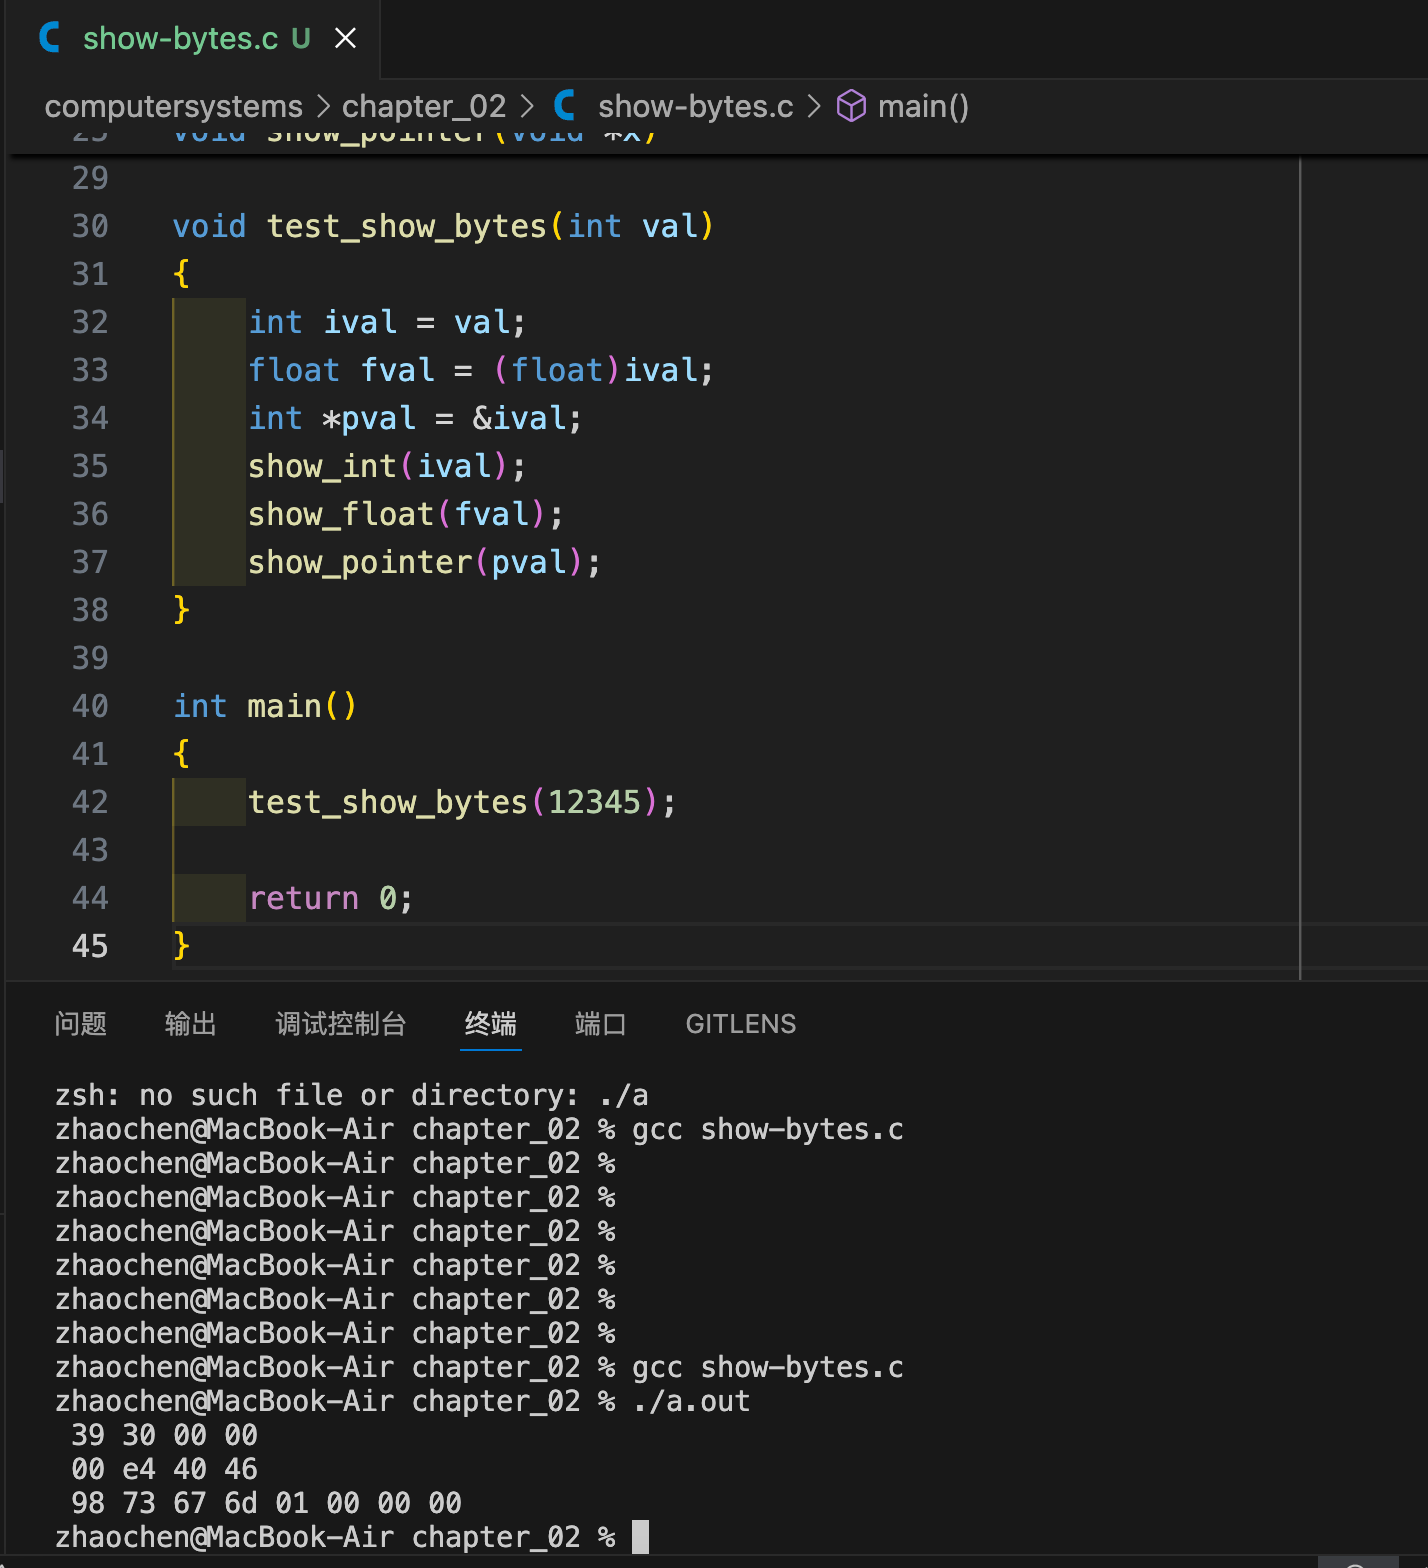 show-bytes.c U
computersystems > chapter_02 > show-bytes.c > main()
void show_pointer(void *x)
29
30 void test_show_bytes(int val)
31 {
32 int ival = val;
33 float fval = (float)ival;
34 int *pval = &ival;
35 show_int(ival);
36 show_float(fval);
37 show_pointer(pval);
38 }
39
40 int main()
41 {
42 test_show_bytes(12345);
43
44 return 0;
45 }
问题 输出 调试控制台 终端 端口 GITLENS
zsh: no such file or directory: ./a
zhaochen@MacBook-Air chapter_02 % gcc show-bytes.c
zhaochen@MacBook-Air chapter_02 %
zhaochen@MacBook-Air chapter_02 %
zhaochen@MacBook-Air chapter_02 %
zhaochen@MacBook-Air chapter_02 %
zhaochen@MacBook-Air chapter_02 %
zhaochen@MacBook-Air chapter_02 %
zhaochen@MacBook-Air chapter_02 % gcc show-bytes.c
zhaochen@MacBook-Air chapter_02 % ./a.out
39 30 00 00
00 e4 40 46
98 73 67 6d 01 00 00 00
zhaochen@MacBook-Air chapter_02 %